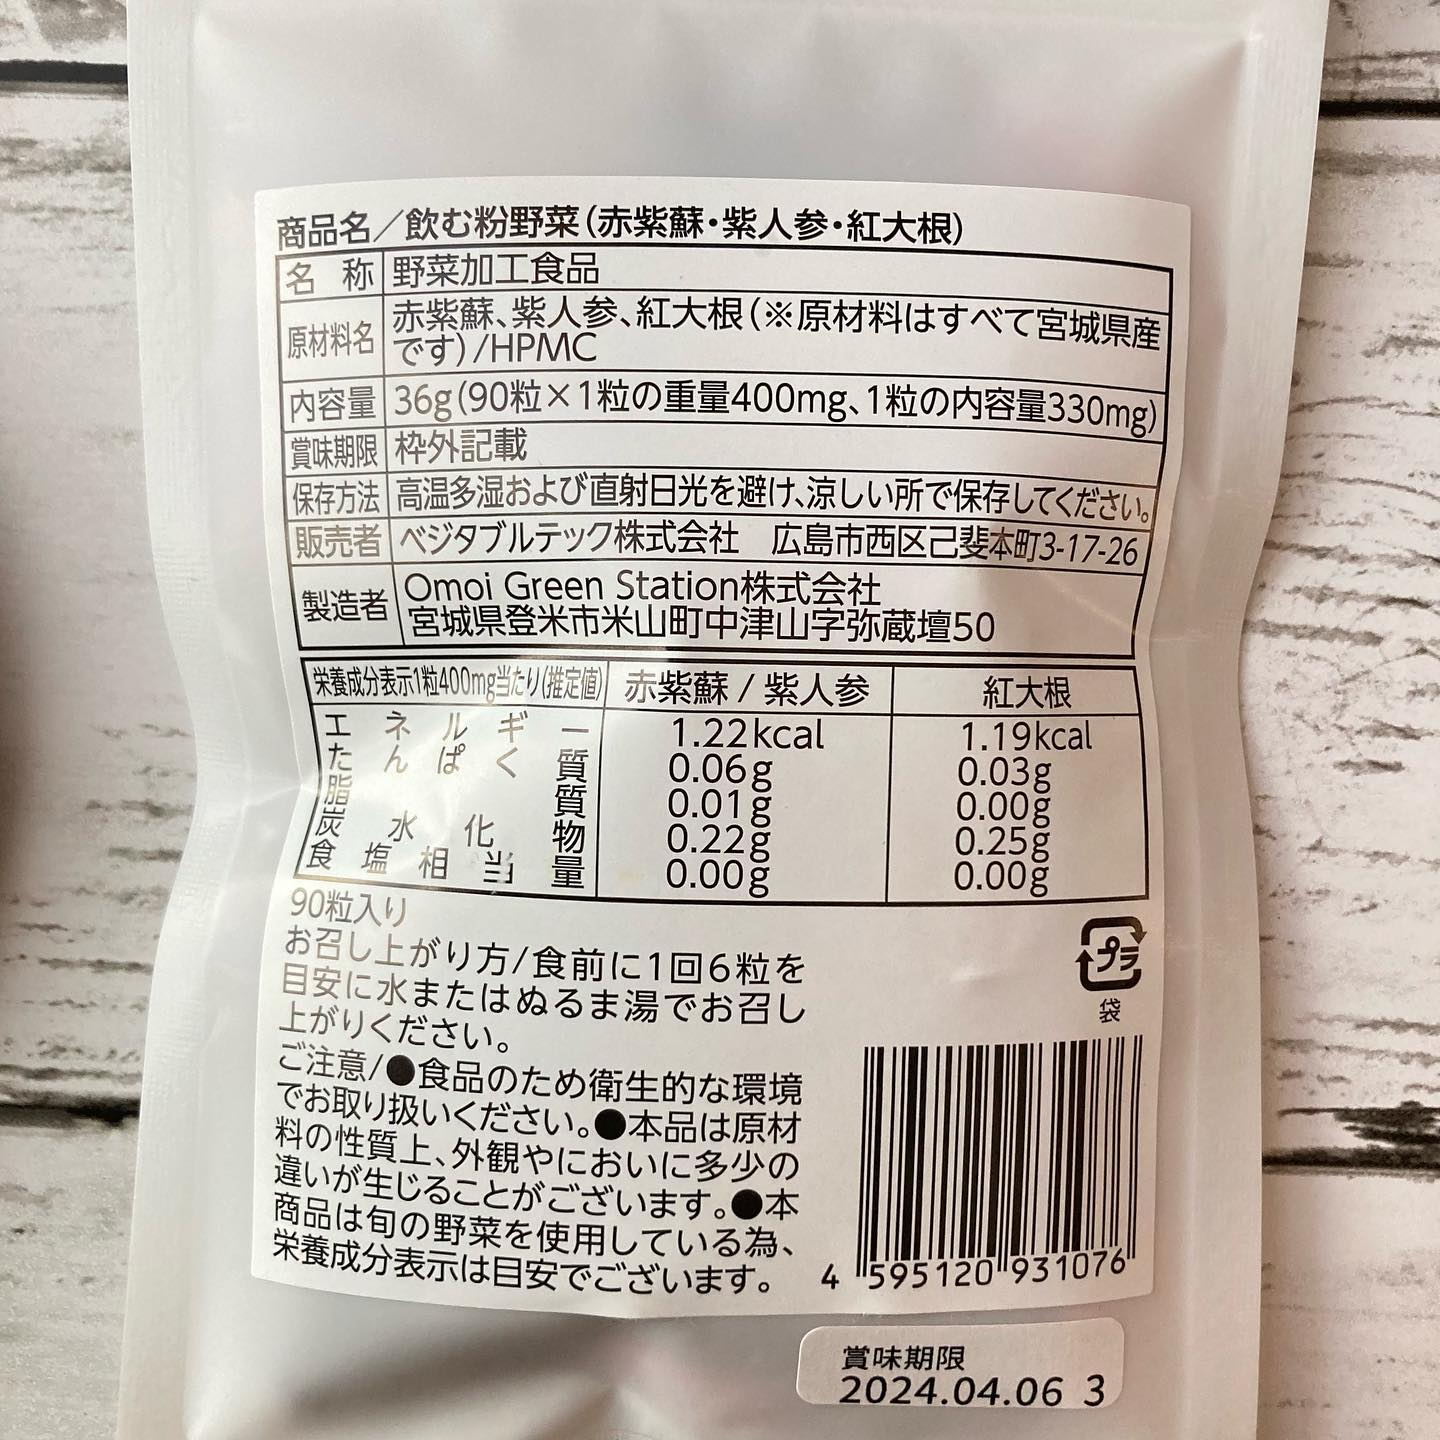 商品名/飲む粉野菜(赤紫蘇・紫人参・紅大根)
名称 野菜加工食品
原材料名 赤紫蘇、紫人参、紅大根(※原材料はすべて宮城県産
です)/HPMC
内容量 36g(90粒×1粒の重量400mg、1粒の内容量330mg)
賞味期限 枠外記載
保存方法 高温多湿および直射日光を避け、涼しい所で保存してください。
販売者 ベジタブルテック株式会社 広島市西区己斐本町3-17-26
製造者 Omoi Green Station株式会社
宮城県登米市米山町中津山字弥蔵壇50
栄養成分表示1粒400mg当たり(推定値) 赤紫蘇/紫人参 紅大根
エネルギー 1.22kcal 1.19kcal
たんぱく質 0.06g 0.03g
脂質 0.01g 0.00g
炭水化物 0.22g 0.25g
食塩相当量 0.00g 0.00g
90粒入り
お召し上がり方/食前に1回6粒を
目安に水またはぬるま湯でお召し
上がりください。
ご注意/●食品のため衛生的な環境
でお取り扱いください。●本品は原材
料の性質上、外観やにおいに多少の
違いが生じることがございます。●本
商品は旬の野菜を使用している為、
栄養成分表示は目安でございます。
プラ
袋
4 595120 931076
賞味期限
2024.04.06 3